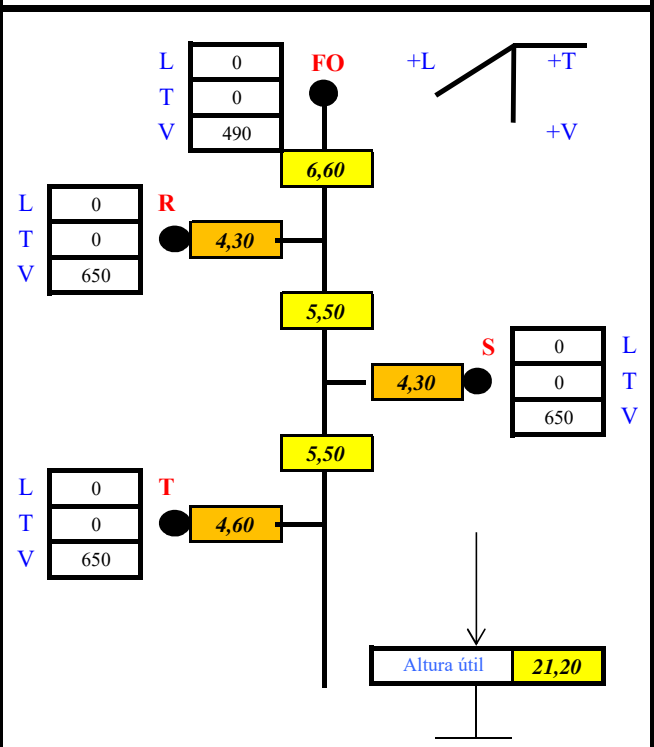 L 0 FO +L +T
T 0
V 490 +V
6,60
L 0 R
T 0 4,30
V 650
5,50
S 0 L
4,30 0 T
650 V
5,50
L 0 T
T 0 4,60
V 650
Altura útil 21,20